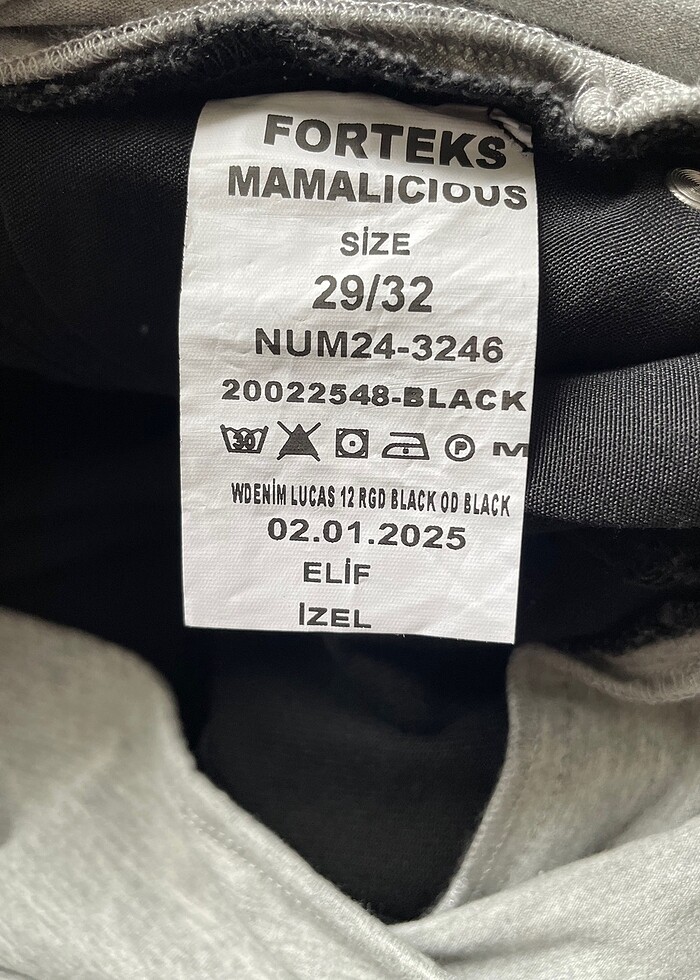 FORTEKS
MAMALICIOUS
SİZE
29/32
NUM24-3246
20022548-BLACK
30 P M
WDENİM LUCAS 12 RGD BLACK OD BLACK
02.01.2025
ELİF
İZEL